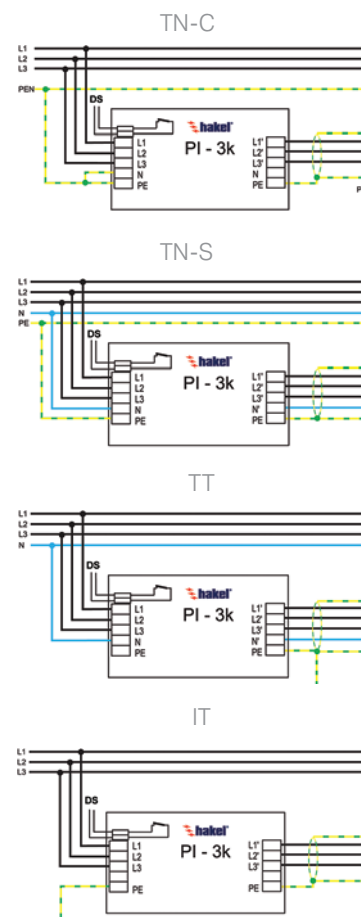 TN-C
L1
L2
L3
PEN
DS
hakel
PI - 3k
L1 L1'
L2 L2'
L3 L3'
N N
PE PE
TN-S
L1
L2
L3
N
PE
DS
hakel
PI - 3k
L1 L1'
L2 L2'
L3 L3'
N N'
PE PE
TT
L1
L2
L3
N
DS
hakel
PI - 3k
L1 L1'
L2 L2'
L3 L3'
N N'
PE PE
IT
L1
L2
L3
DS
hakel
PI - 3k
L1 L1'
L2 L2'
L3 L3'
PE PE